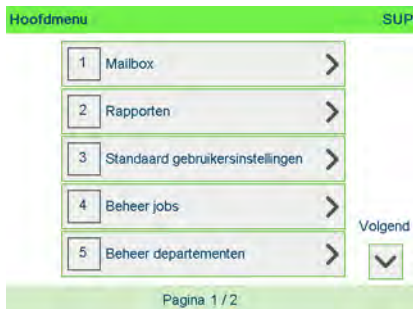 Hoofdmenu SUP
1 Mailbox
2 Rapporten
3 Standaard gebruikersinstellingen
4 Beheer jobs
5 Beheer departementen
Volgend
Pagina 1 / 2